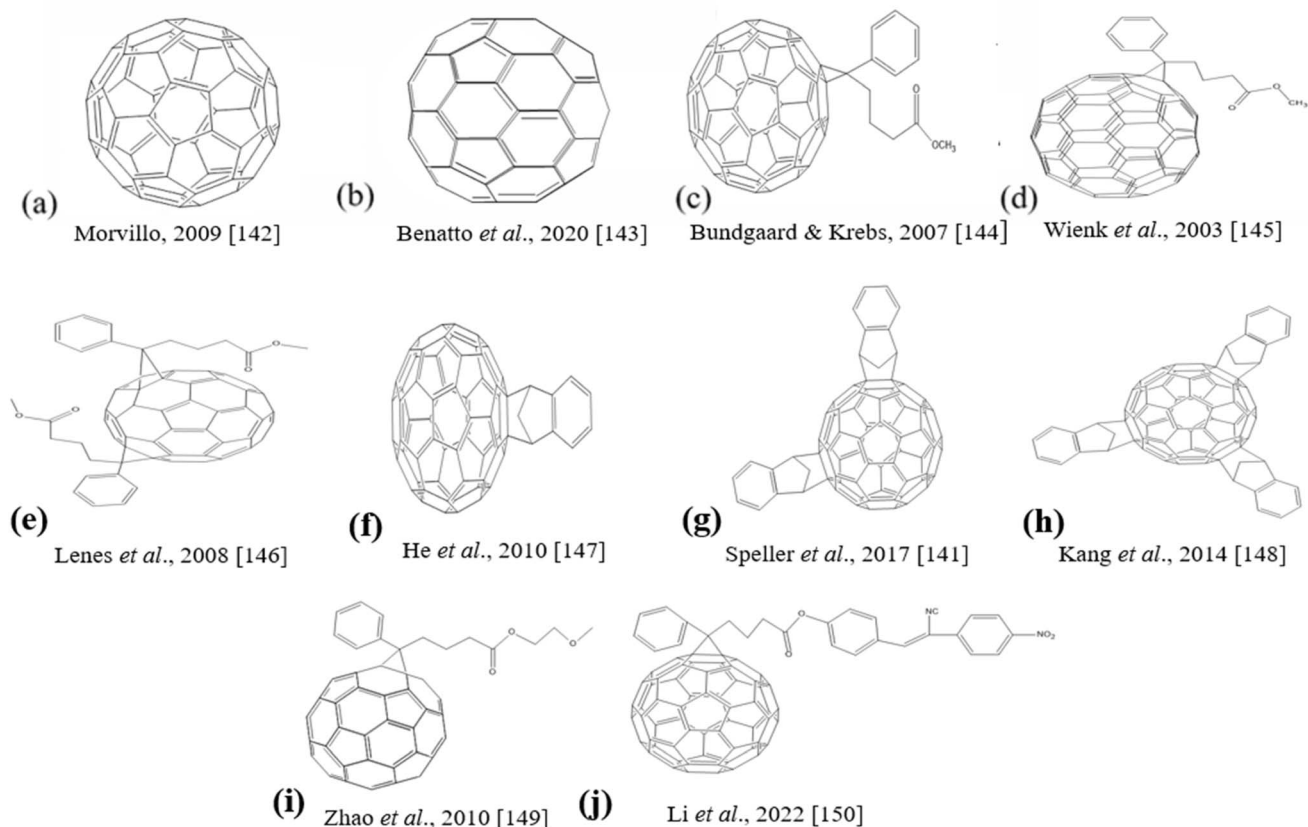 O
OCH3
O
O
CH3
(a)
(b)
(c)
(d)
Morvillo, 2009 [142]
Benatto et al., 2020 [143]
Bundgaard & Krebs, 2007 [144]
Wienk et al., 2003 [145]
O
O
O
O
(e)
(f)
(g)
(h)
Lenes et al., 2008 [146]
He et al., 2010 [147]
Speller et al., 2017 [141]
Kang et al., 2014 [148]
O
O
O
O
O
NC
NO2
(i)
(j)
Zhao et al., 2010 [149]
Li et al., 2022 [150]